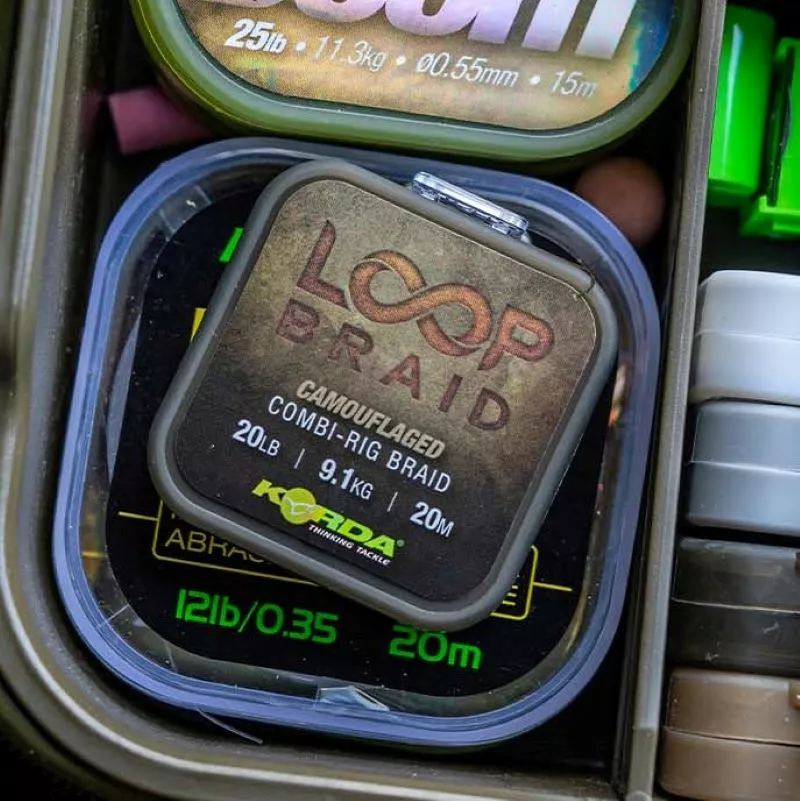 25lb • 11.3kg • ø0.55mm • 15m
LOOP
BRAID
CAMOUFLAGED
COMBI-RIG BRAID
20LB | 9.1KG | 20M
KORDA®
THINKING TACKLE
12lb/0.35 20m